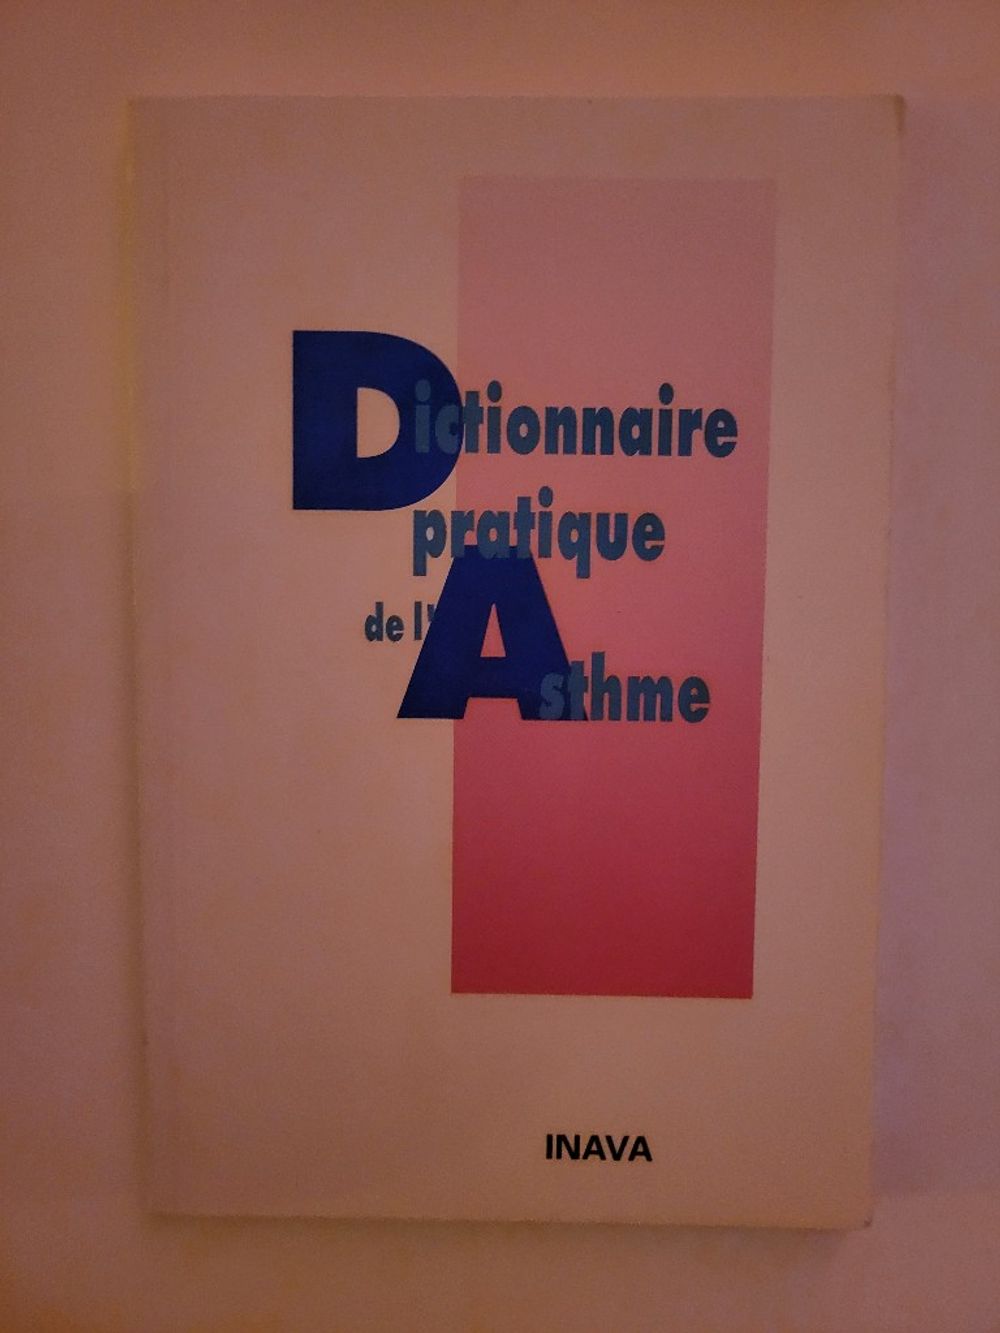 Dictionnaire
pratique
de l'Asthme
INAVA